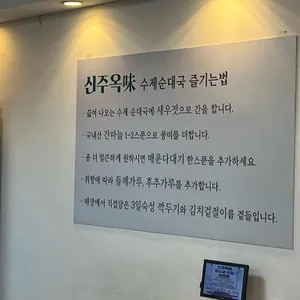 신주옥味 수제순대국 즐기는법
· 끓여 나오는 수제 순대국에 새우젓으로 간을 합니다.
· 국내산 간마늘 1~2스푼으로 풍미를 더합니다.
· 좀 더 얼큰하게 원하시면 매운다대기 한스푼을 추가하세요.
· 취향에 따라 들깨가루, 후추가루를 추가합니다.
· 매장에서 직접담은 3일숙성 깍두기와 김치겉절이를 곁들입니다.